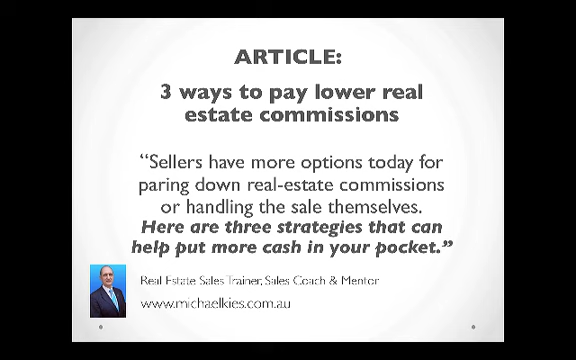 ARTICLE:
3 ways to pay lower real
estate commissions
“Sellers have more options today for
paring down real-estate commissions
or handling the sale themselves.
Here are three strategies that can
help put more cash in your pocket.”
Real Estate Sales Trainer, Sales Coach & Mentor
www.michaelkies.com.au